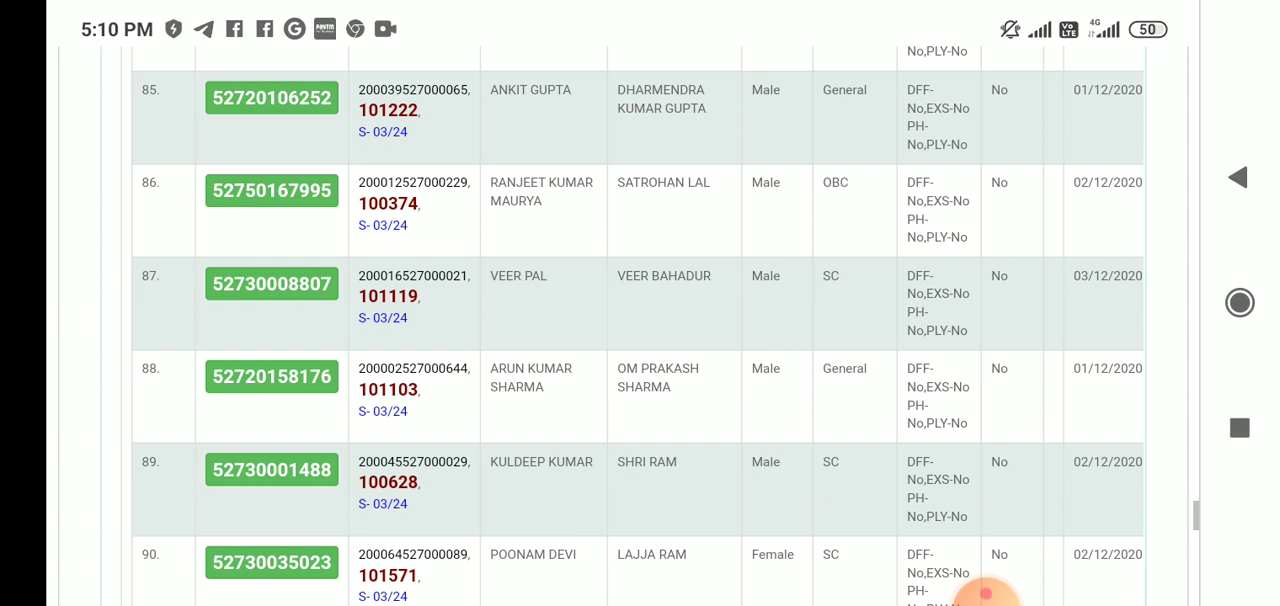 5:10 PM
Paytm
Vo LTE
4G
50
No,PLY-No
85. 52720106252 200039527000065, ANKIT GUPTA DHARMENDRA Male General DFF- No 01/12/2020
101222, KUMAR GUPTA No,EXS-No
S- 03/24 PH-
No,PLY-No
86. 52750167995 200012527000229, RANJEET KUMAR SATROHAN LAL Male OBC DFF- No 02/12/2020
100374, MAURYA No,EXS-No
S- 03/24 PH-
No,PLY-No
87. 52730008807 200016527000021, VEER PAL VEER BAHADUR Male SC DFF- No 03/12/2020
101119, No,EXS-No
S- 03/24 PH-
No,PLY-No
88. 52720158176 200002527000644, ARUN KUMAR OM PRAKASH Male General DFF- No 01/12/2020
101103, SHARMA SHARMA No,EXS-No
S- 03/24 PH-
No,PLY-No
89. 52730001488 200045527000029, KULDEEP KUMAR SHRI RAM Male SC DFF- No 02/12/2020
100628, No,EXS-No
S- 03/24 PH-
No,PLY-No
90. 52730035023 200064527000089, POONAM DEVI LAJJA RAM Female SC DFF- No 02/12/2020
101571, No,EXS-No
S- 03/24 PH-